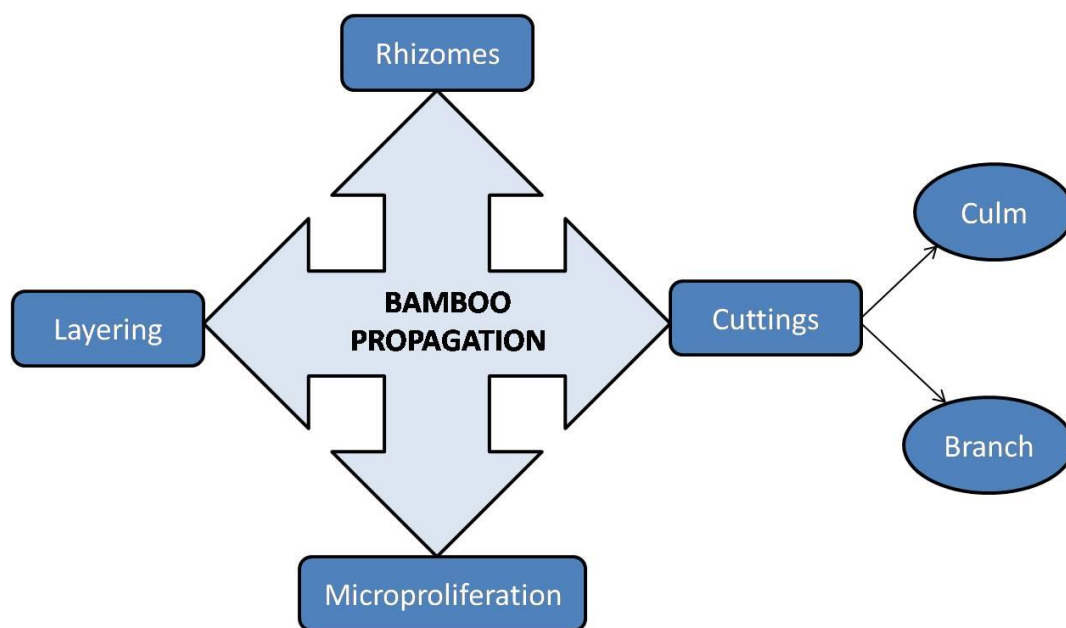 Rhizomes
Culm
Layering
BAMBOO
PROPAGATION
Cuttings
Branch
Microproliferation